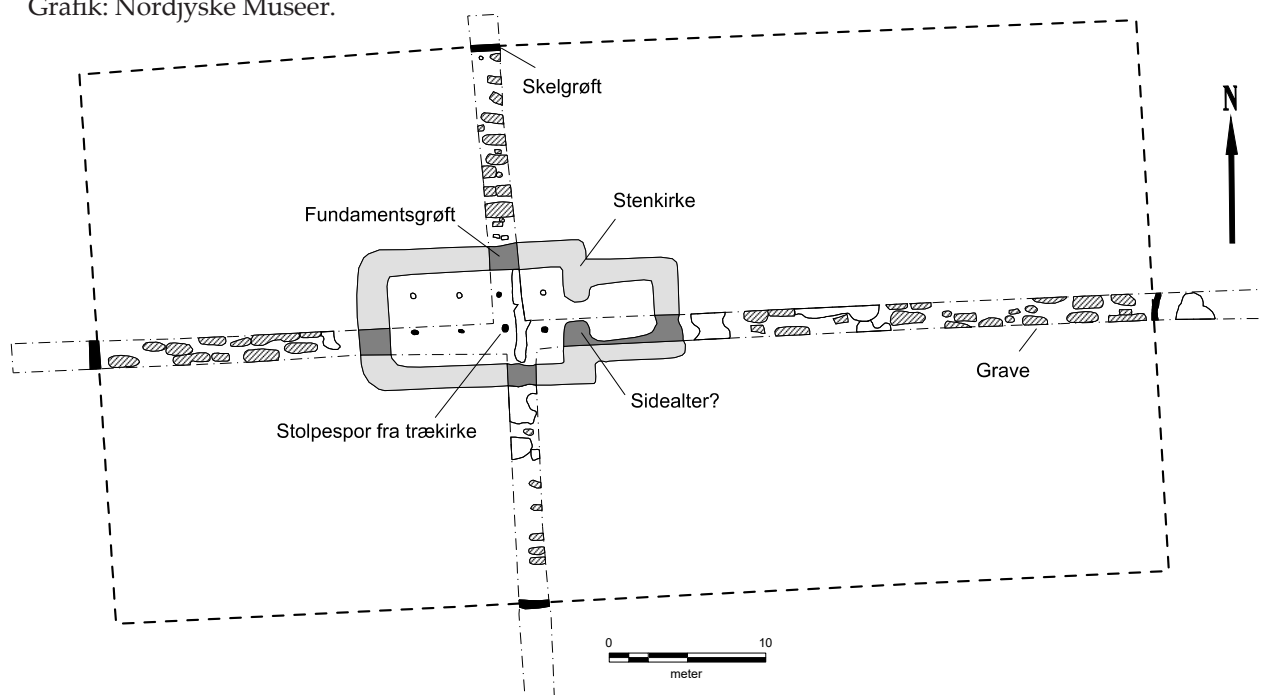 Grafik: Nordjyske Museer.
Skelgrøft
N
Stenkirke
Fundamentsgrøft
Grave
Sidealter?
Stolpespor fra trækirke
0 10
meter